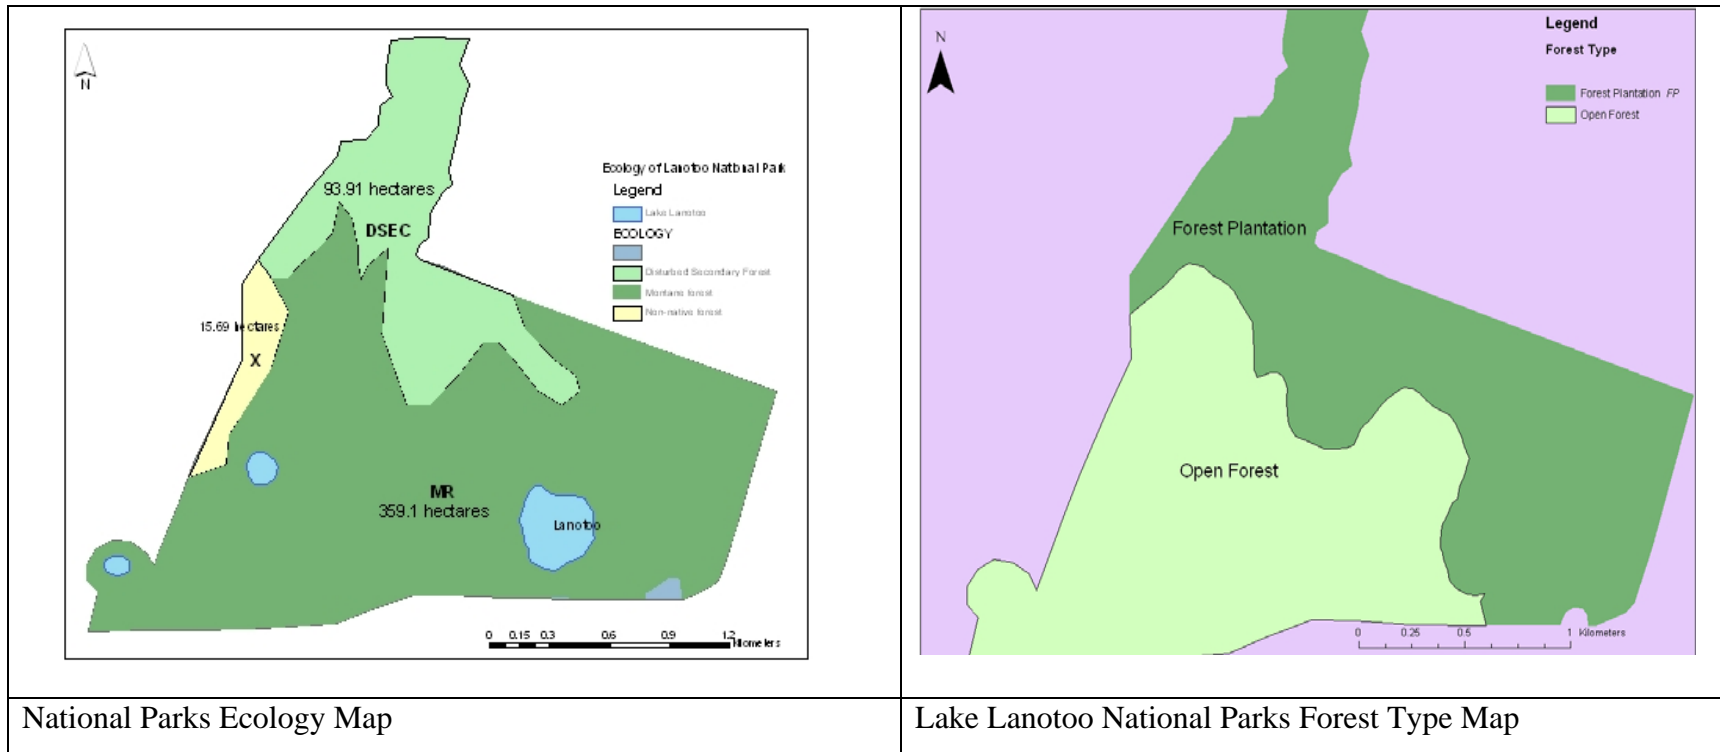 N
93.91 hectares
DSEC
15.69 hectares
X
MR
359.1 hectares
Lanotoo
Ecology of Lanotoo National Park
Legend
Lake Lanotoo
ECOLOGY
Disturbed Secondary Forest
Montane forest
Non-native forest
0 0.15 0.3 0.6 0.9 1.2
Kilometers
N
Legend
Forest Type
Forest Plantation FP
Open Forest
Forest Plantation
Open Forest
0 0.25 0.5 1 Kilometers
National Parks Ecology Map
Lake Lanotoo National Parks Forest Type Map